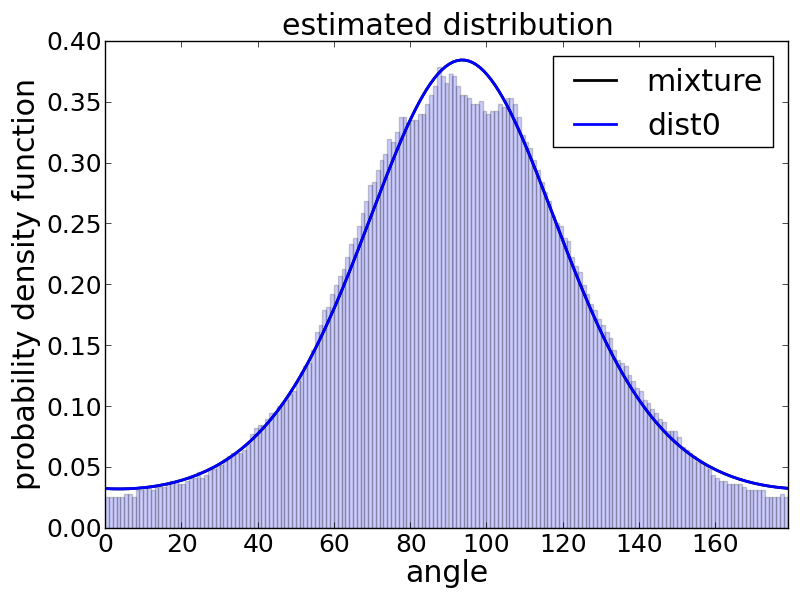 estimated distribution
probability density function
0.40
0.35
0.30
0.25
0.20
0.15
0.10
0.05
0.00
mixture
dist0
0 20 40 60 80 100 120 140 160
angle